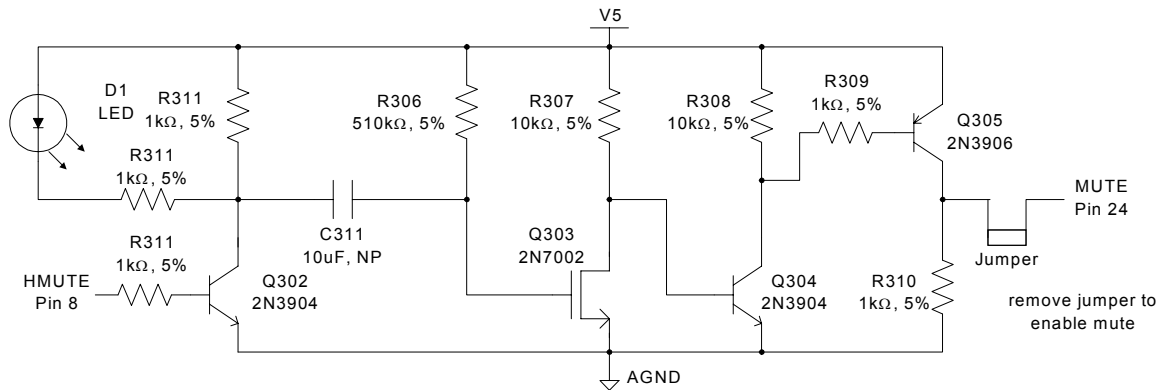 V5
D1
LED
R311
1kΩ, 5%
R306
510kΩ, 5%
R307
10kΩ, 5%
R308
10kΩ, 5%
R309
1kΩ, 5%
Q305
2N3906
R311
1kΩ, 5%
MUTE
Pin 24
C311
10uF, NP
Jumper
R311
1kΩ, 5%
HMUTE
Pin 8
Q302
2N3904
Q303
2N7002
Q304
2N3904
R310
1kΩ, 5%
remove jumper to
enable mute
AGND